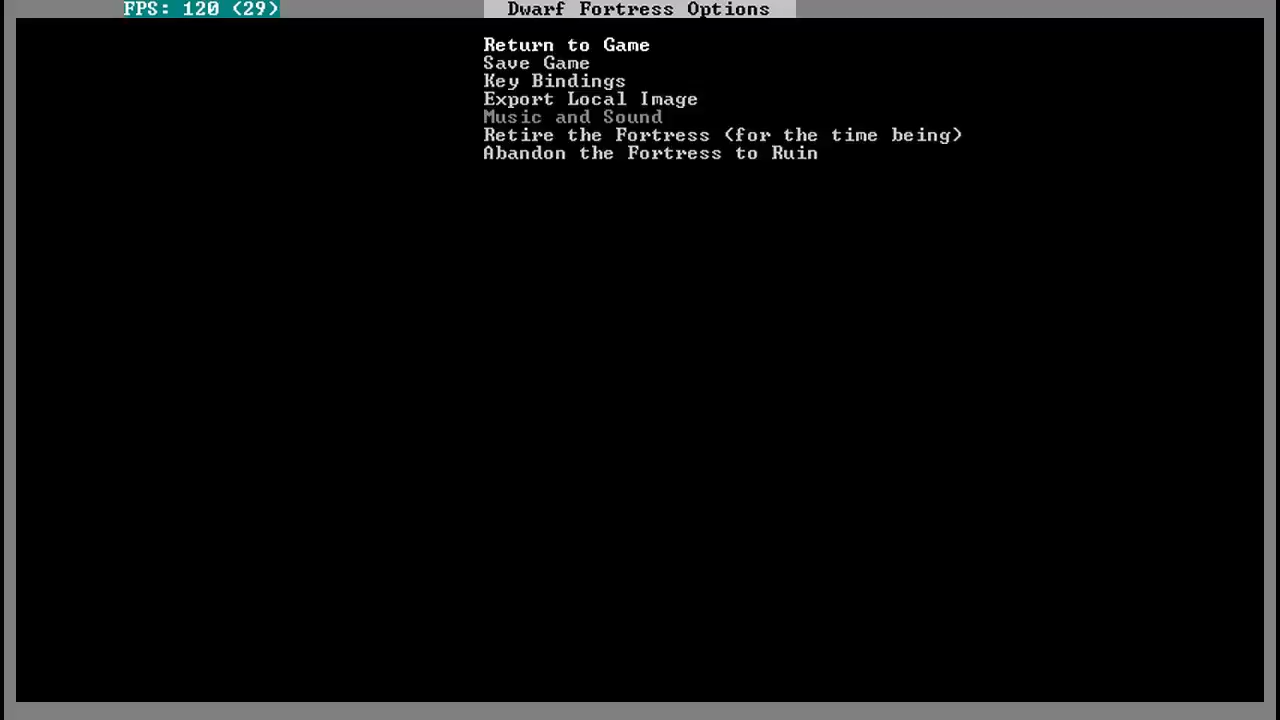 FPS: 120 (29)
Dwarf Fortress Options
Return to Game
Save Game
Key Bindings
Export Local Image
Music and Sound
Retire the Fortress (for the time being)
Abandon the Fortress to Ruin